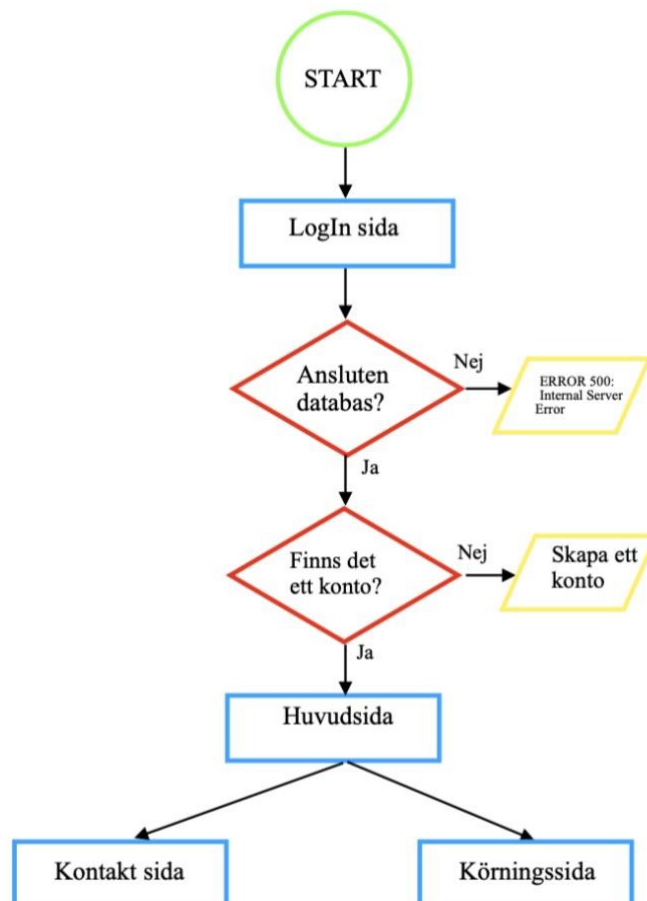 START
LogIn sida
Ansluten
databas?
Nej
ERROR 500:
Internal Server
Error
Ja
Finns det
ett konto?
Nej
Skapa ett
konto
Ja
Huvudsida
Kontakt sida
Körningssida